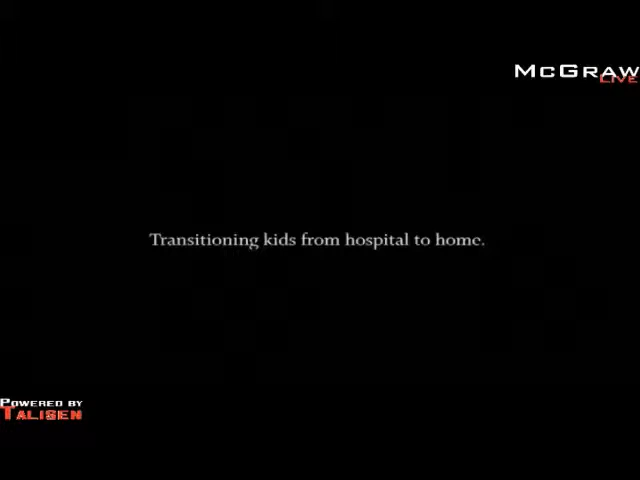 McGraw
Live
Transitioning kids from hospital to home.
Powered by
Talisen